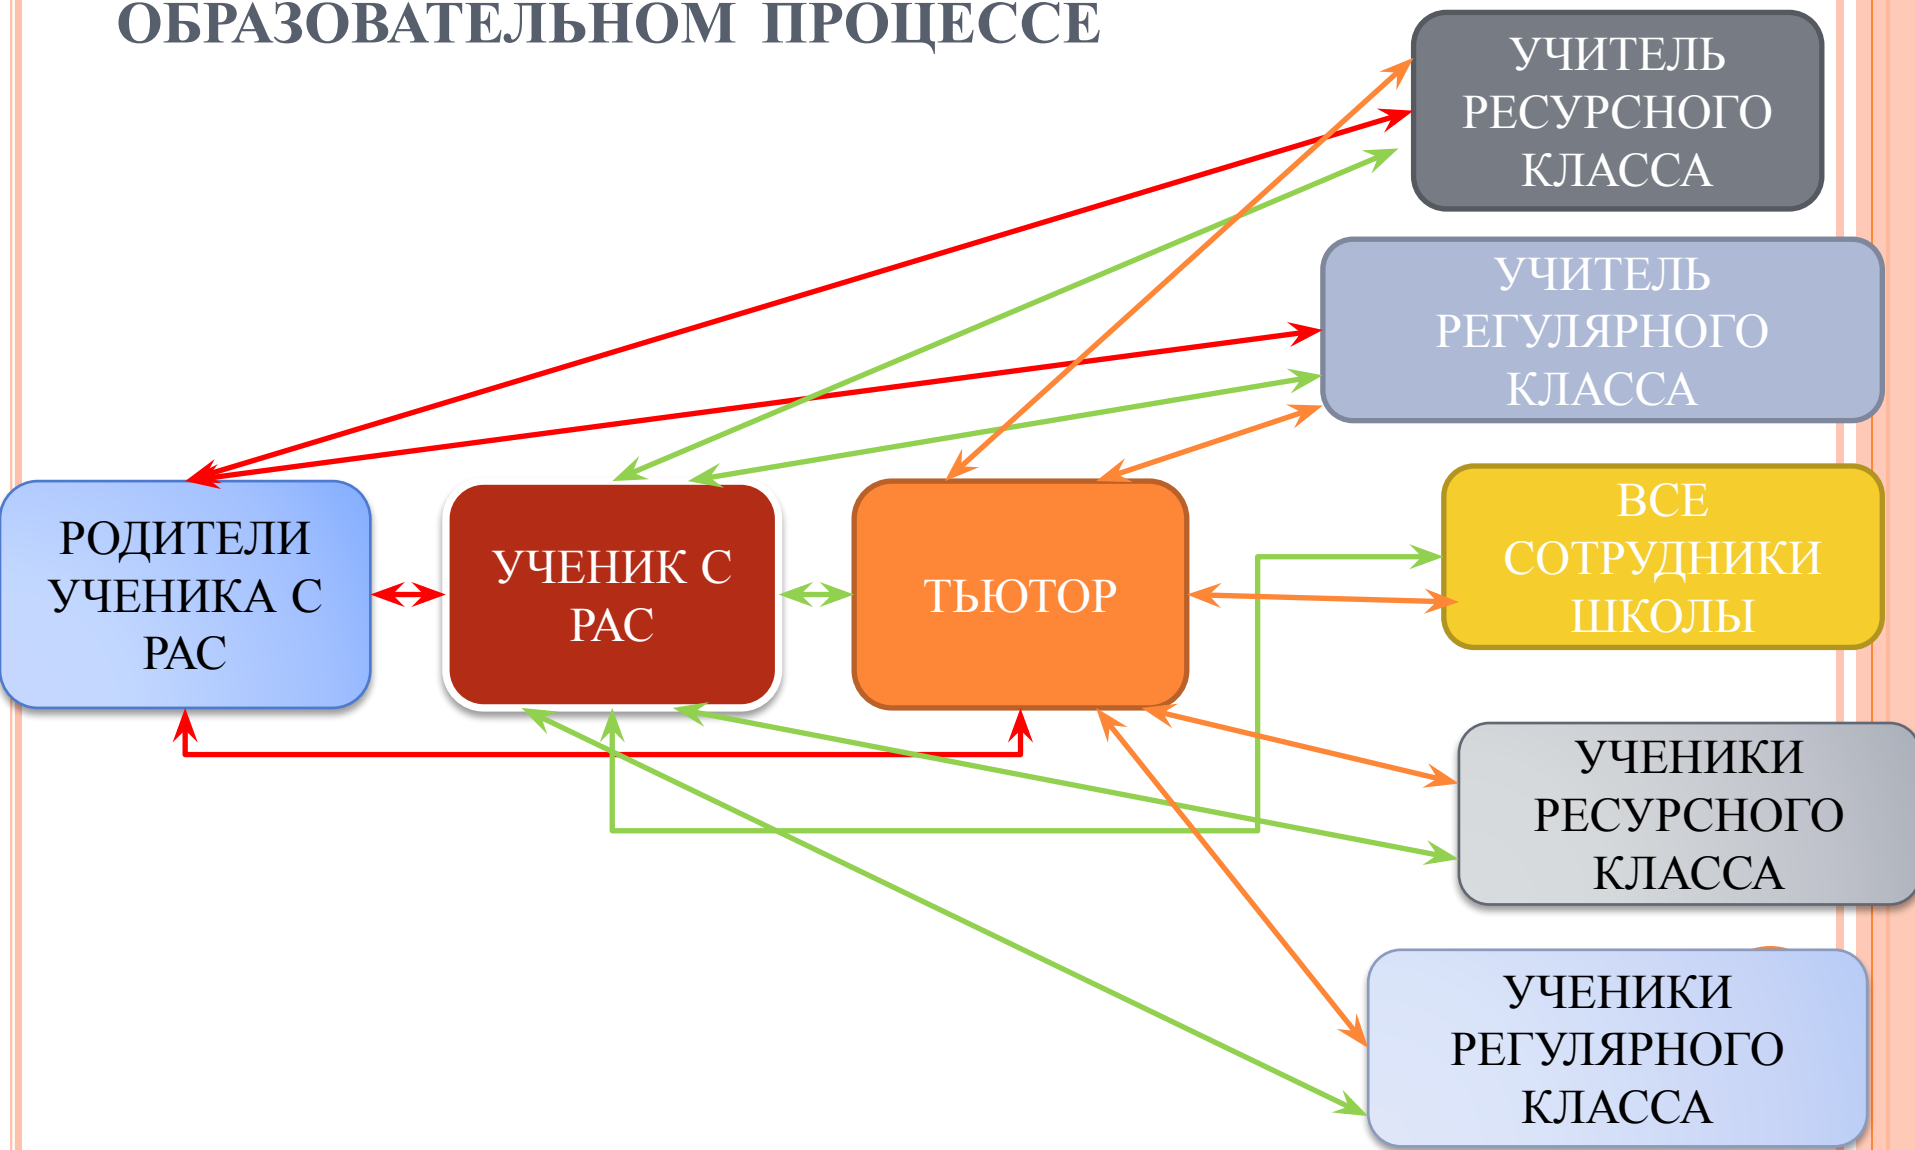 ОБРАЗОВАТЕЛЬНОМ ПРОЦЕССЕ
УЧИТЕЛЬ
РЕСУРСНОГО
КЛАССА
УЧИТЕЛЬ
РЕГУЛЯРНОГО
КЛАССА
РОДИТЕЛИ
УЧЕНИКА С
РАС
УЧЕНИК С
РАС
ТЬЮТОР
ВСЕ
СОТРУДНИКИ
ШКОЛЫ
УЧЕНИКИ
РЕСУРСНОГО
КЛАССА
УЧЕНИКИ
РЕГУЛЯРНОГО
КЛАССА